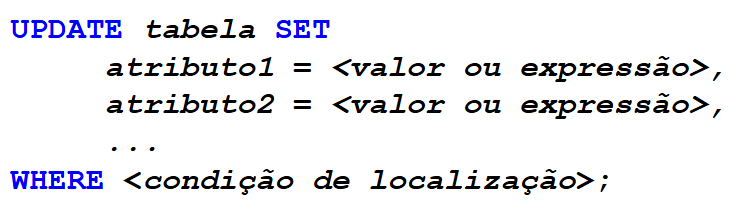 UPDATE tabela SET
atributo1 = <valor ou expressão>,
atributo2 = <valor ou expressão>,
...
WHERE <condição de localização>;